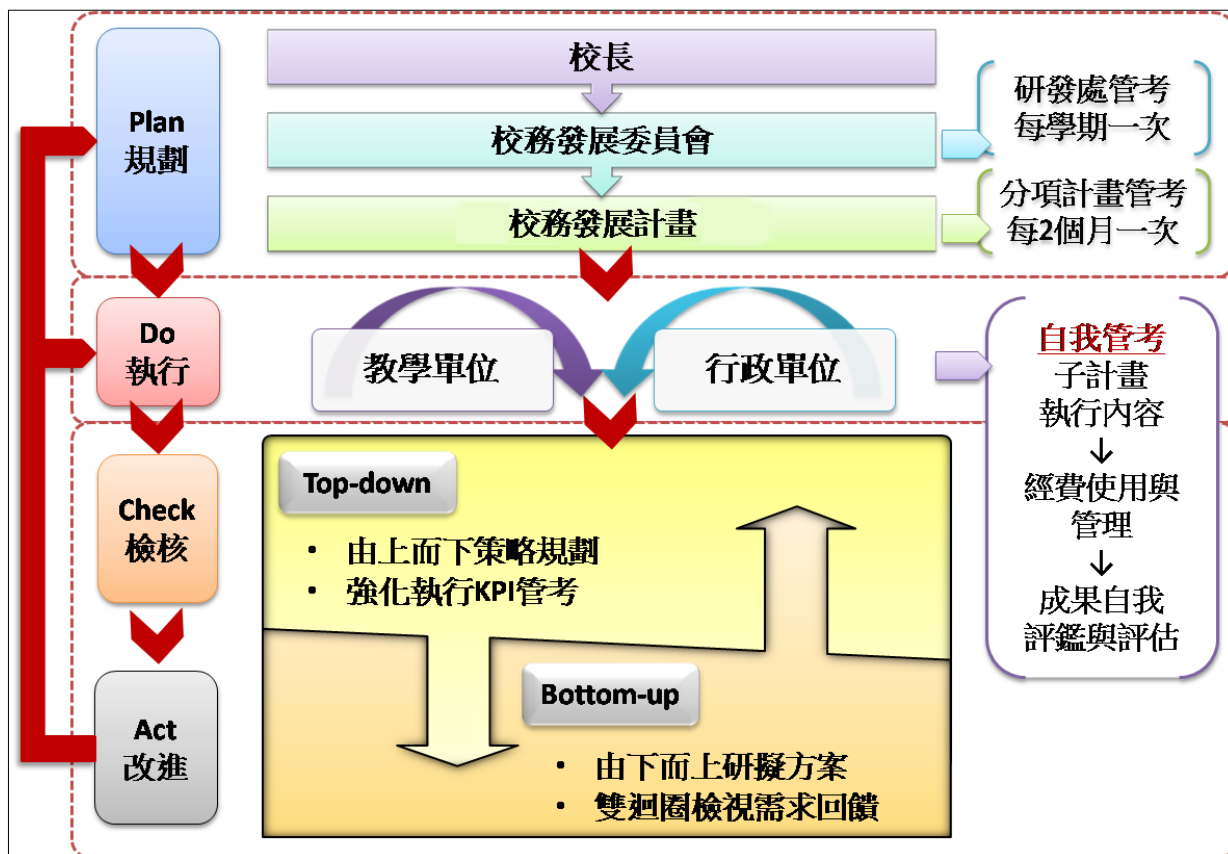 Plan
規劃
校長
校務發展委員會
校務發展計畫
研發處管考
每學期一次
分項計畫管考
每2個月一次
Do
執行
教學單位
行政單位
自我管考
子計畫
執行內容
↓
經費使用與
管理
↓
成果自我
評鑑與評估
Check
檢核
Top-down
• 由上而下策略規劃
• 強化執行KPI管考
Act
改進
Bottom-up
• 由下而上研擬方案
• 雙迴圈檢視需求回饋